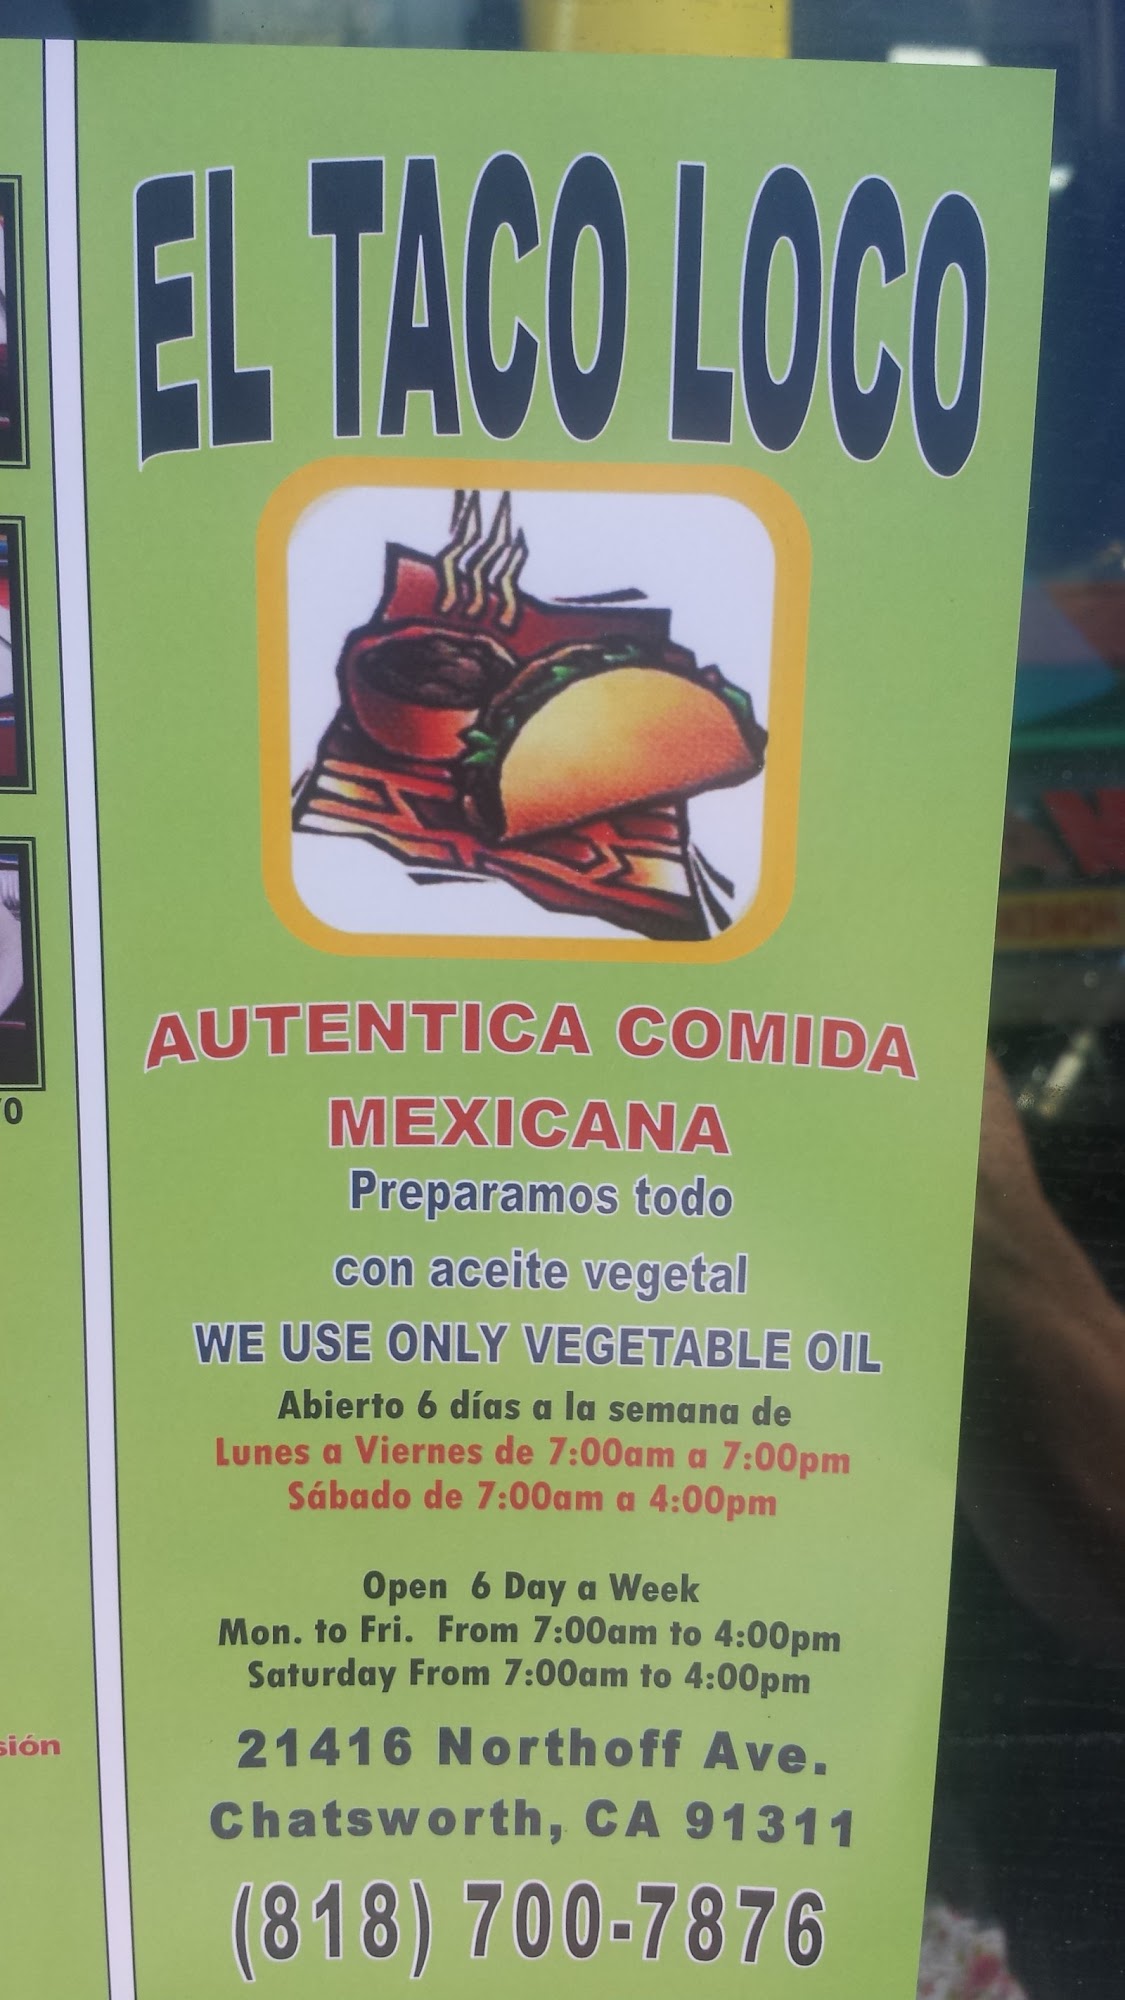 EL TACO LOCO
AUTENTICA COMIDA
MEXICANA
Preparamos todo
con aceite vegetal
WE USE ONLY VEGETABLE OIL
Abierto 6 días a la semana de
Lunes a Viernes de 7:00am a 7:00pm
Sábado de 7:00am a 4:00pm
Open 6 Day a Week
Mon. to Fri. From 7:00am to 4:00pm
Saturday From 7:00am to 4:00pm
21416 Northoff Ave.
Chatsworth, CA 91311
(818) 700-7876